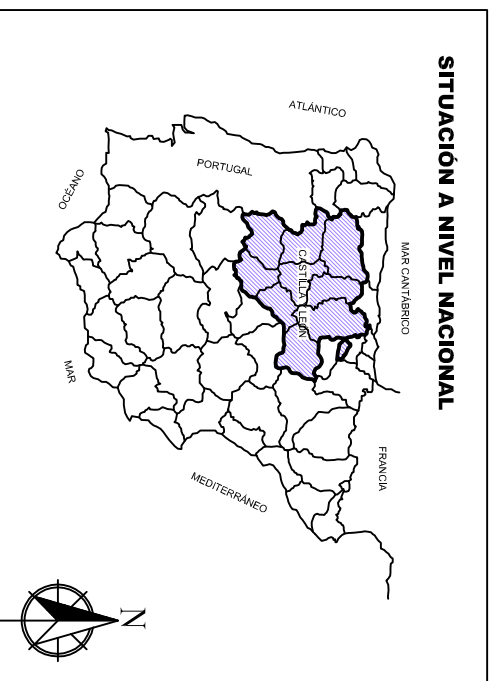 SITUACIÓN A NIVEL NACIONAL
MAR CANTÁBRICO
FRANCIA
ATLÁNTICO
PORTUGAL
CASTILLA LEÓN
OCÉANO
MAR
MEDITERRÁNEO
N